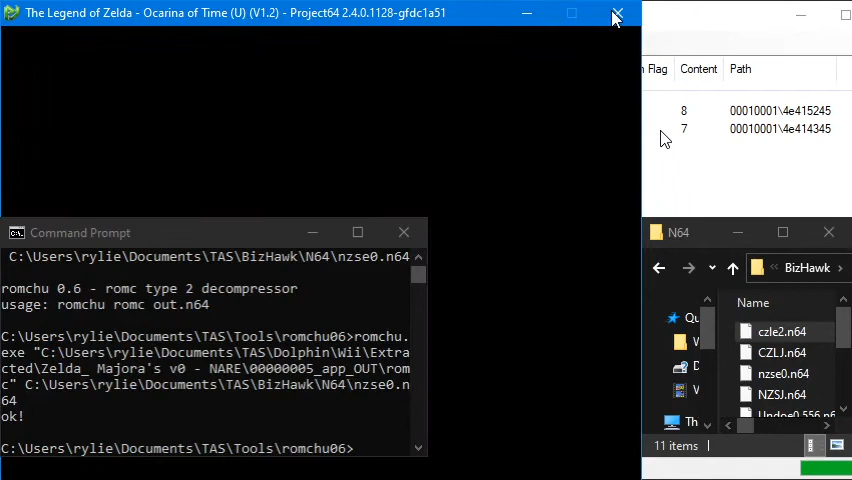 The Legend of Zelda - Ocarina of Time (U) (V1.2) - Project64 2.4.0.1128-gfdc1a51
Flag Content Path
8 00010001\4e415245
7 00010001\4e414345
Command Prompt
C:\Users\rylie\Documents\TAS\BizHawk\N64\nzse0.n64
romchu 0.6 - romc type 2 decompressor
usage: romchu romc out.n64
C:\Users\rylie\Documents\TAS\Tools\romchu06>romchu.
exe "C:\Users\rylie\Documents\TAS\Dolphin\Wii\Extra
cted\Zelda_ Majora's v0 - NARE\00000005_app_OUT\rom
c" C:\Users\rylie\Documents\TAS\BizHawk\N64\nzse0.n
64
ok!
C:\Users\rylie\Documents\TAS\Tools\romchu06>
N64
BizHawk
Name
Qu
czle2.n64
CZLJ.n64
nzse0.n64
NZSJ.n64
Th
11 items